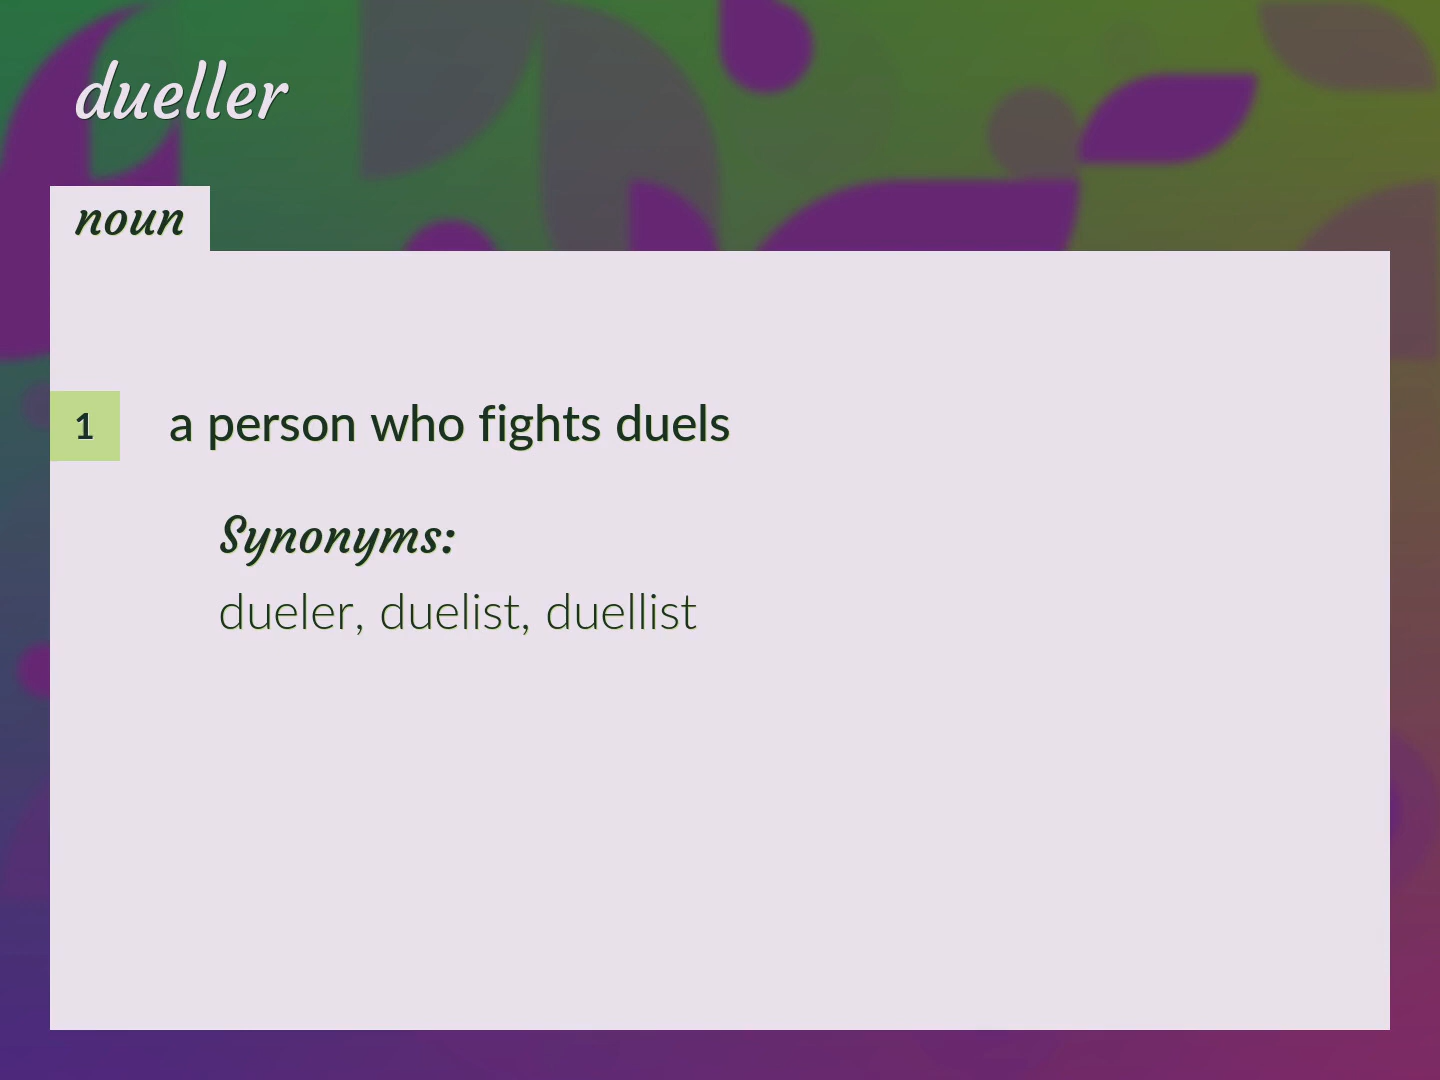 dueller
noun
1 a person who fights duels
Synonyms:
dueler, duelist, duellist